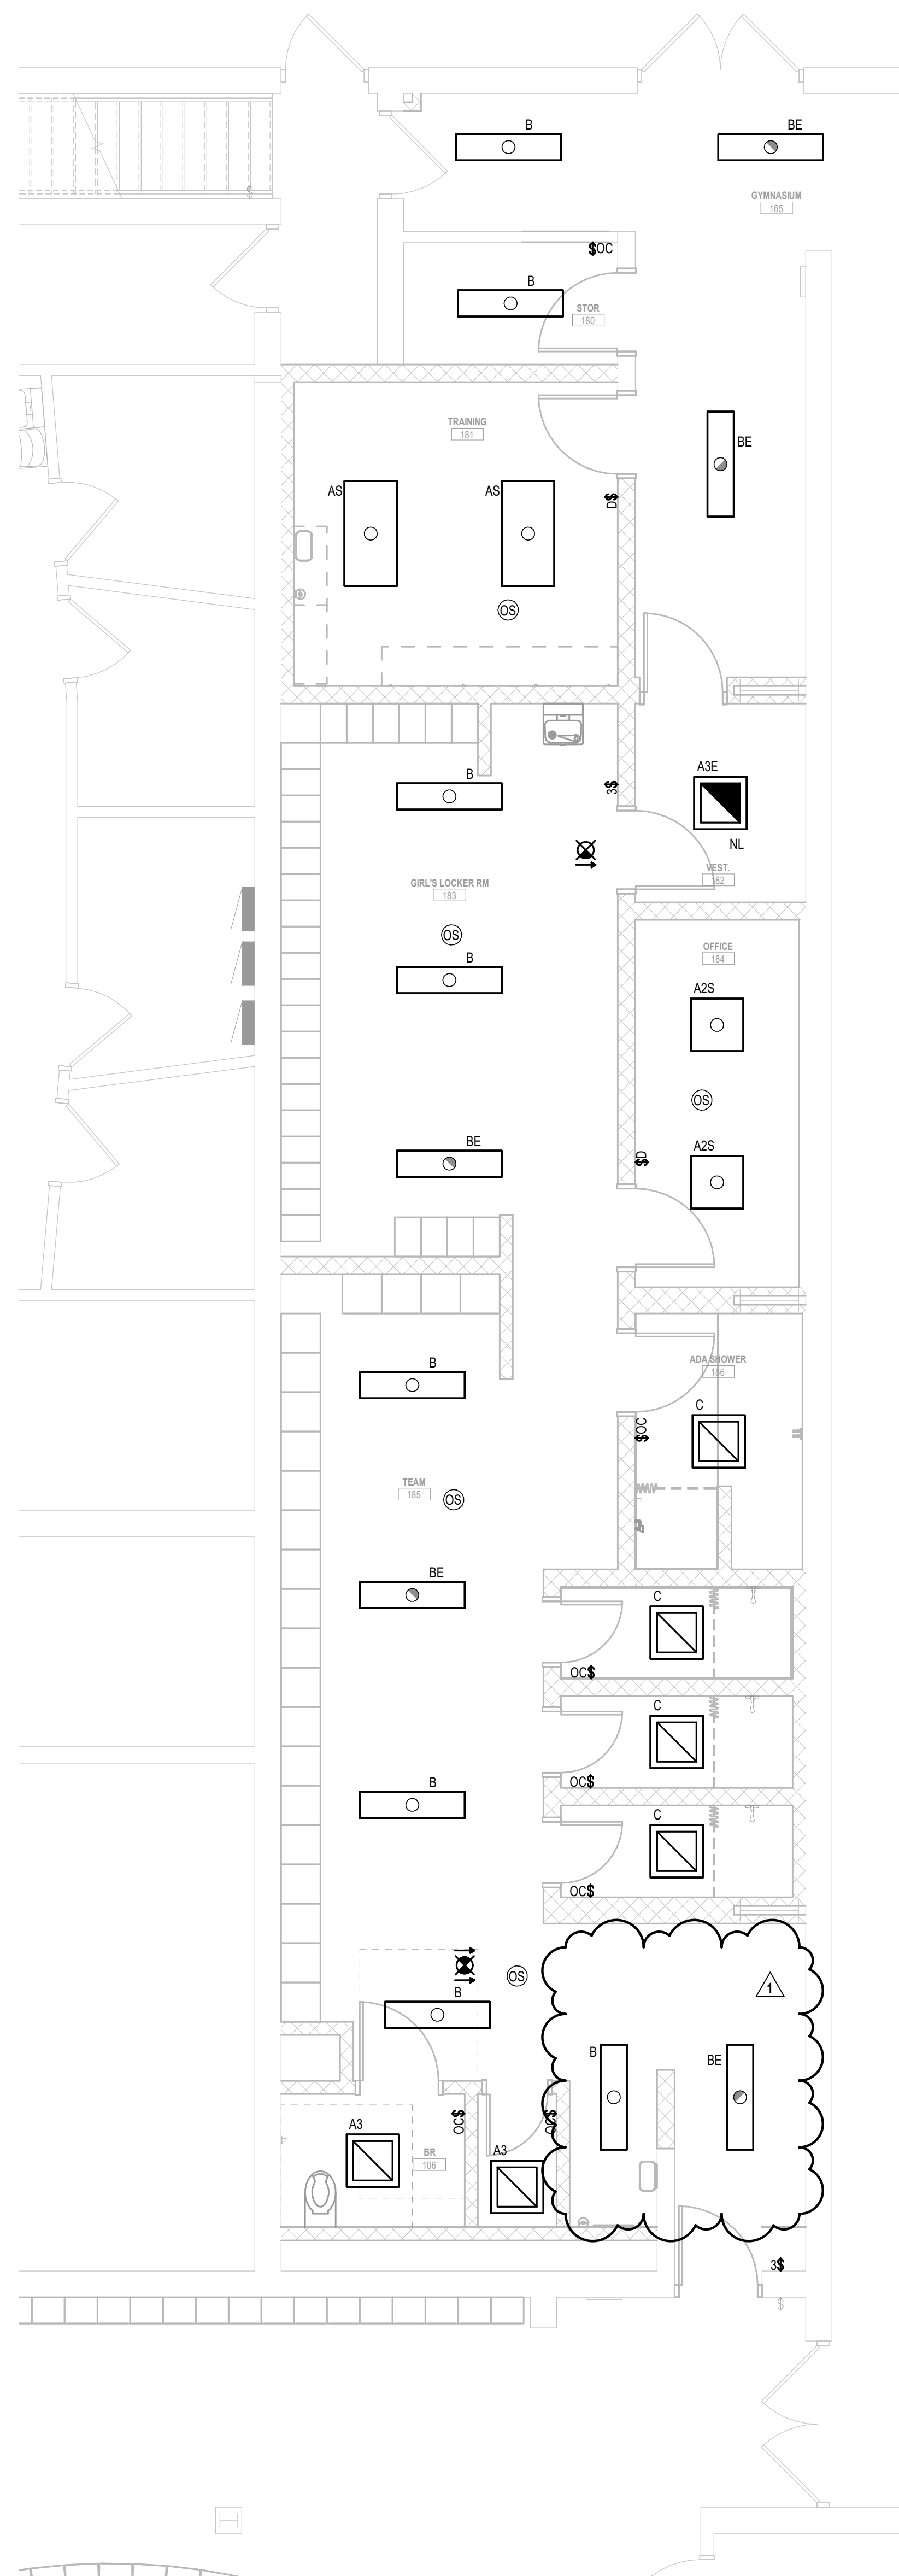 B
BE
GYMNASIUM
165
$
$OC
B
STOR
180
TRAINING
181
BE
AS
AS
D$
OS
A3E
B
3$
NL
VEST.
182
GIRL'S LOCKER RM
183
OS
OFFICE
184
B
A2S
OS
BE
A2S
$D
ADA SHOWER
186
B
C
$OC
TEAM
185
OS
BE
C
OC$
C
OC$
B
C
OC$
1
OS
B
B
BE
OC$
OC$
A3
A3
BR
106
3$
$